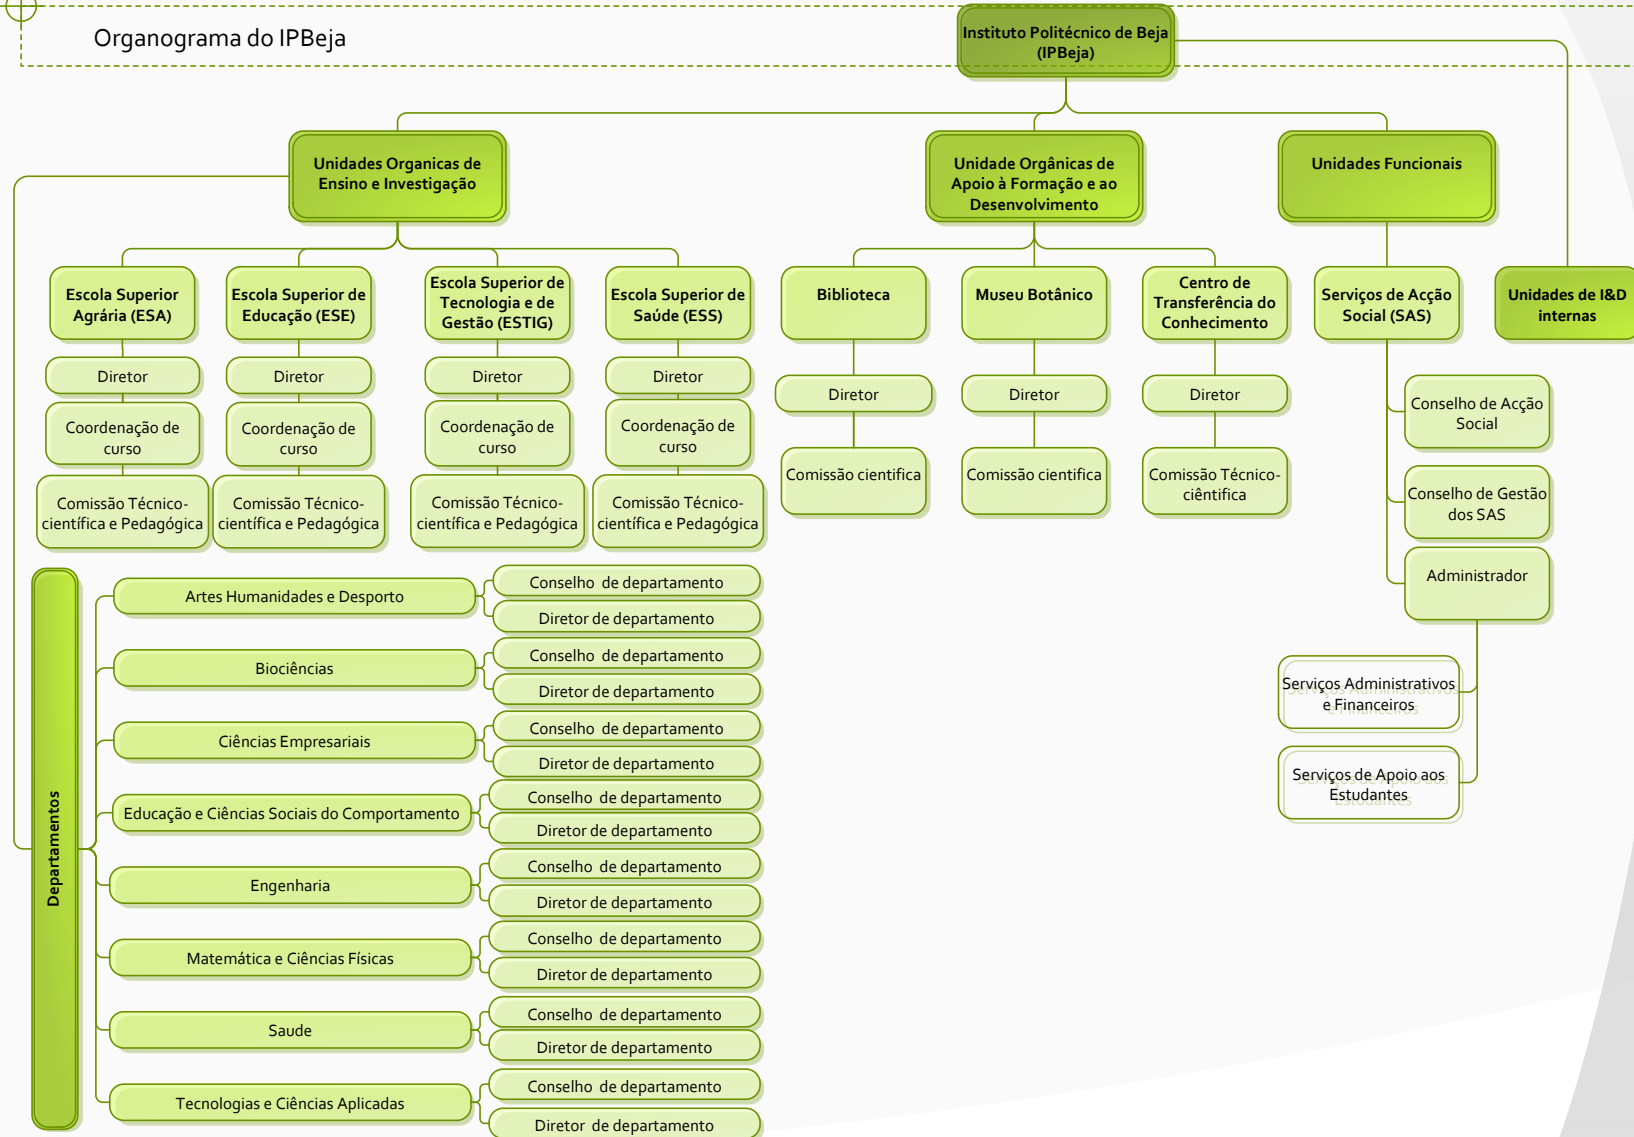 Organograma do IPBeja
Instituto Politécnico de Beja
(IPBeja)
Unidades Organicas de
Ensino e Investigação
Unidade Orgânicas de
Apoio à Formação e ao
Desenvolvimento
Unidades Funcionais
Escola Superior
Agrária (ESA)
Escola Superior de
Educação (ESE)
Escola Superior de
Tecnologia e de
Gestão (ESTIG)
Escola Superior de
Saúde (ESS)
Biblioteca
Museu Botânico
Centro de
Transferência do
Conhecimento
Serviços de Acção
Social (SAS)
Unidades de I&D
internas
Diretor
Diretor
Diretor
Diretor
Diretor
Diretor
Diretor
Coordenação de
curso
Coordenação de
curso
Coordenação de
curso
Coordenação de
curso
Comissão Técnico-
científica e Pedagógica
Comissão Técnico-
científica e Pedagógica
Comissão Técnico-
científica e Pedagógica
Comissão Técnico-
científica e Pedagógica
Comissão cientifica
Comissão cientifica
Comissão Técnico-
ciêntifica
Conselho de Acção
Social
Conselho de Gestão
dos SAS
Administrador
Serviços Administrativos
e Financeiros
Serviços de Apoio aos
Estudantes
Departamentos
Artes Humanidades e Desporto
Conselho de departamento
Diretor de departamento
Biociências
Conselho de departamento
Diretor de departamento
Ciências Empresariais
Conselho de departamento
Diretor de departamento
Educação e Ciências Sociais do Comportamento
Conselho de departamento
Diretor de departamento
Engenharia
Conselho de departamento
Diretor de departamento
Matemática e Ciências Físicas
Conselho de departamento
Diretor de departamento
Saude
Conselho de departamento
Diretor de departamento
Tecnologias e Ciências Aplicadas
Conselho de departamento
Diretor de departamento